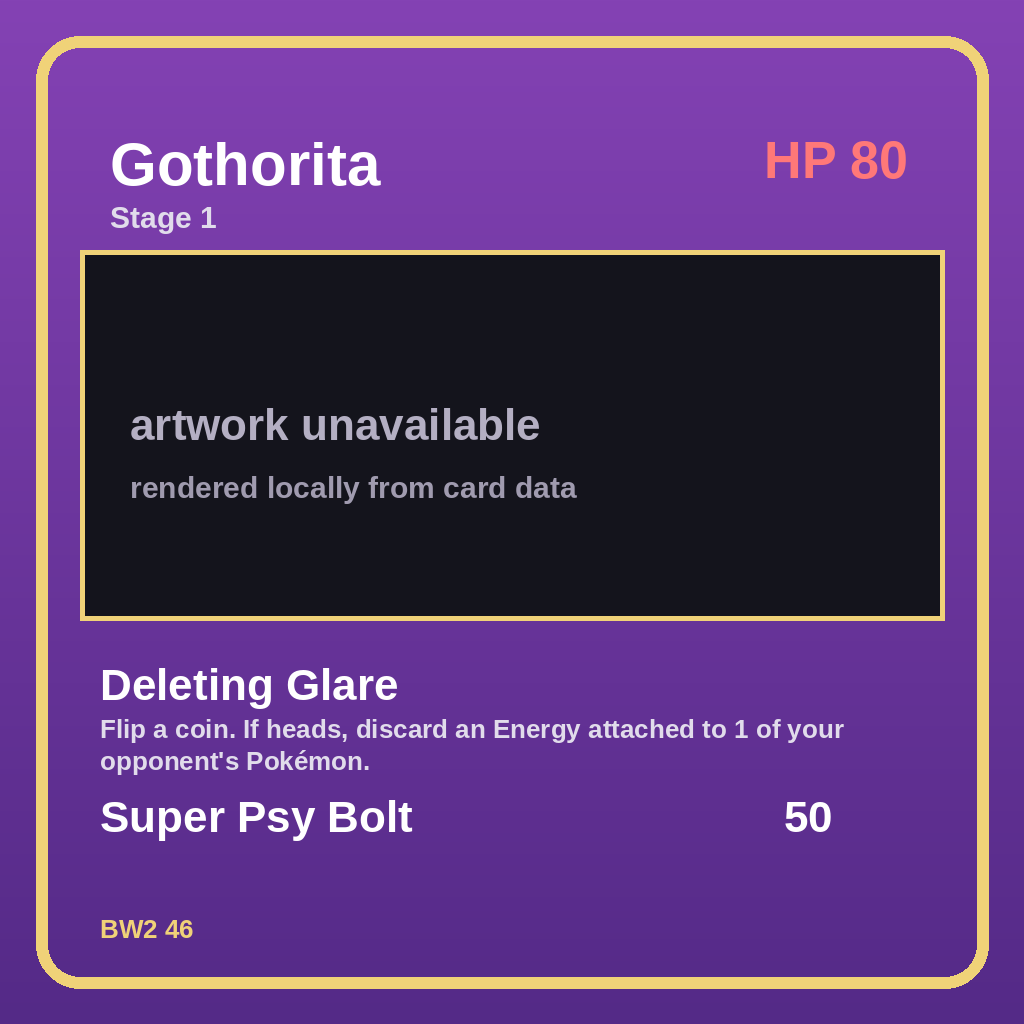 Gothorita
HP 80
Stage 1
artwork unavailable
rendered locally from card data
Deleting Glare
Flip a coin. If heads, discard an Energy attached to 1 of your
opponent's Pokémon.
Super Psy Bolt 50
BW2 46